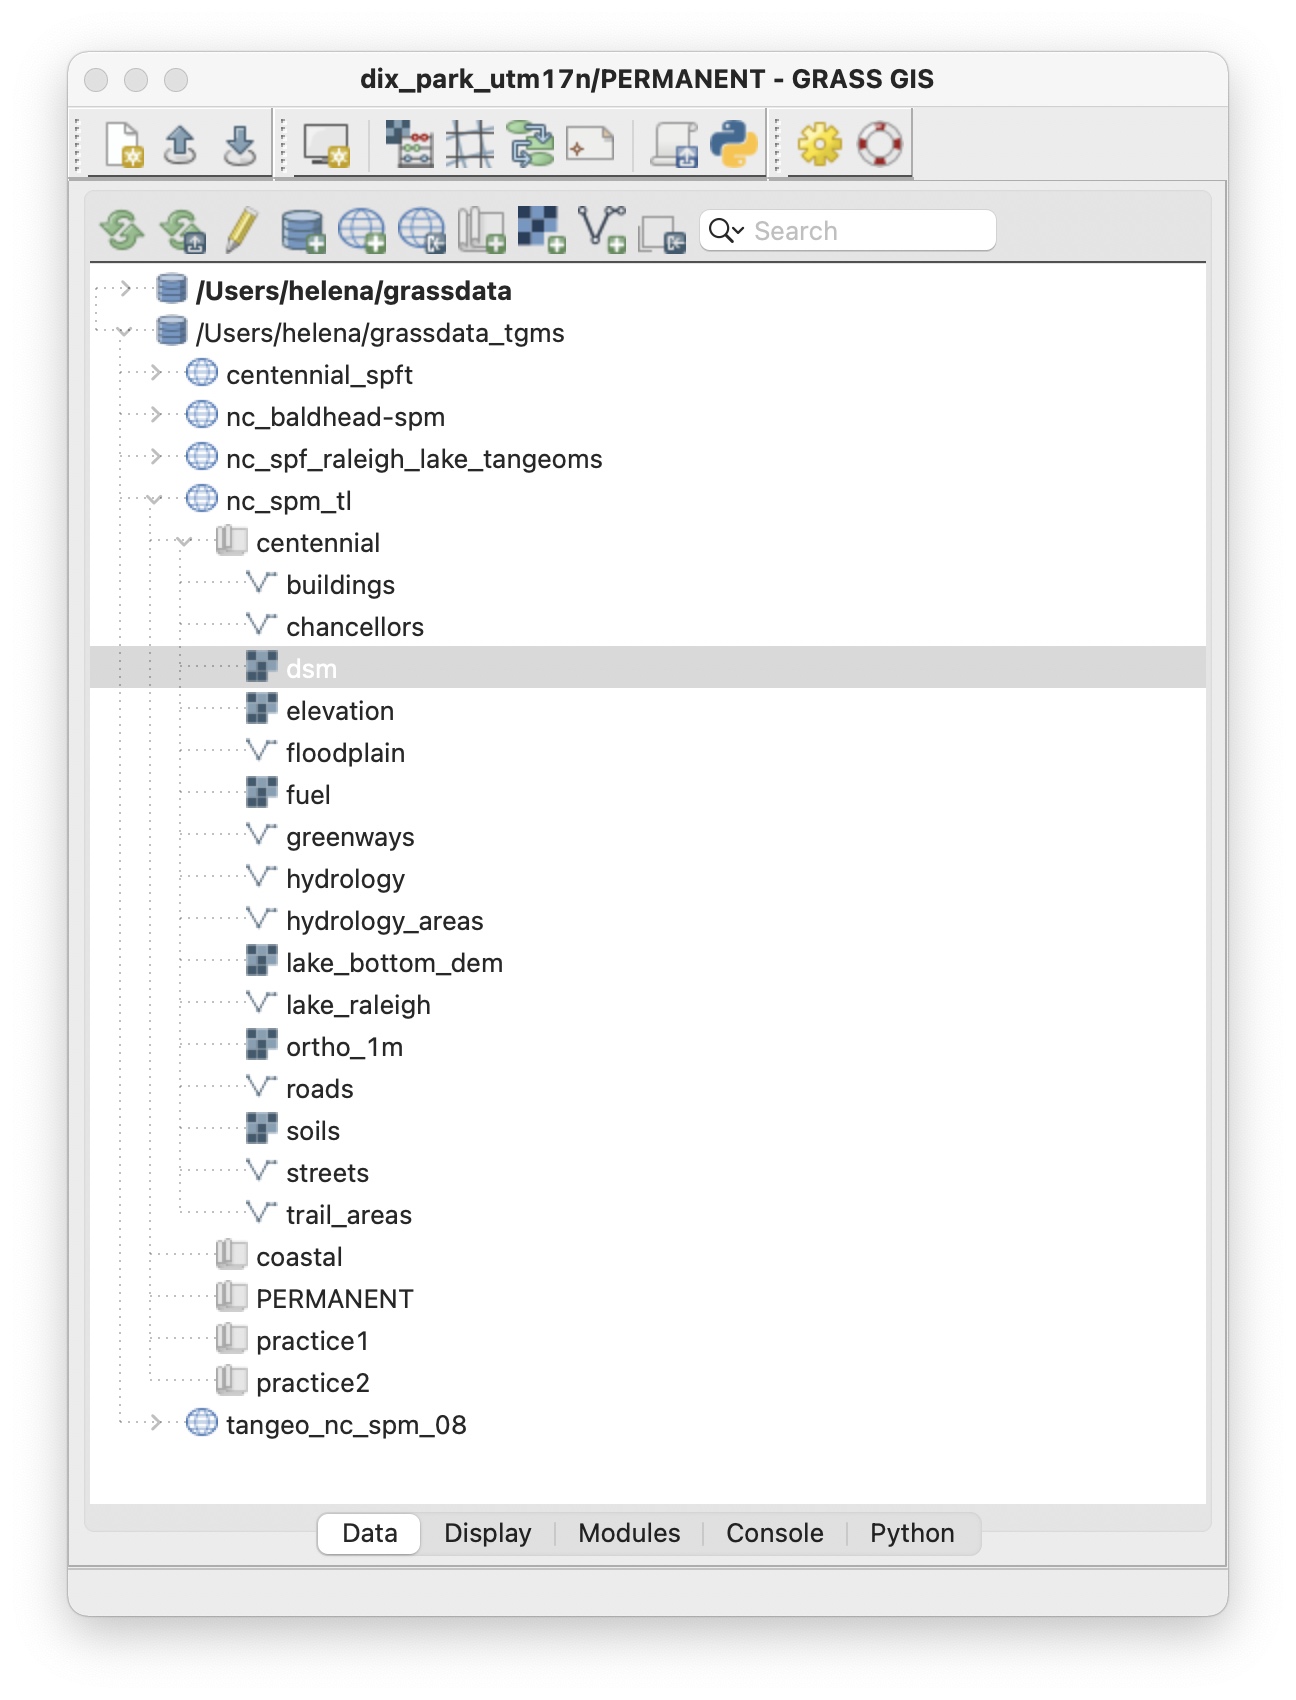 dix_park_utm17n/PERMANENT - GRASS GIS
Search
/Users/helena/grassdata
/Users/helena/grassdata_tgms
centennial_spft
nc_baldhead-spm
nc_spf_raleigh_lake_tangeoms
nc_spm_tl
centennial
buildings
chancellors
dsm
elevation
floodplain
fuel
greenways
hydrology
hydrology_areas
lake_bottom_dem
lake_raleigh
ortho_1m
roads
soils
streets
trail_areas
coastal
PERMANENT
practice1
practice2
tangeo_nc_spm_08
Data Display Modules Console Python